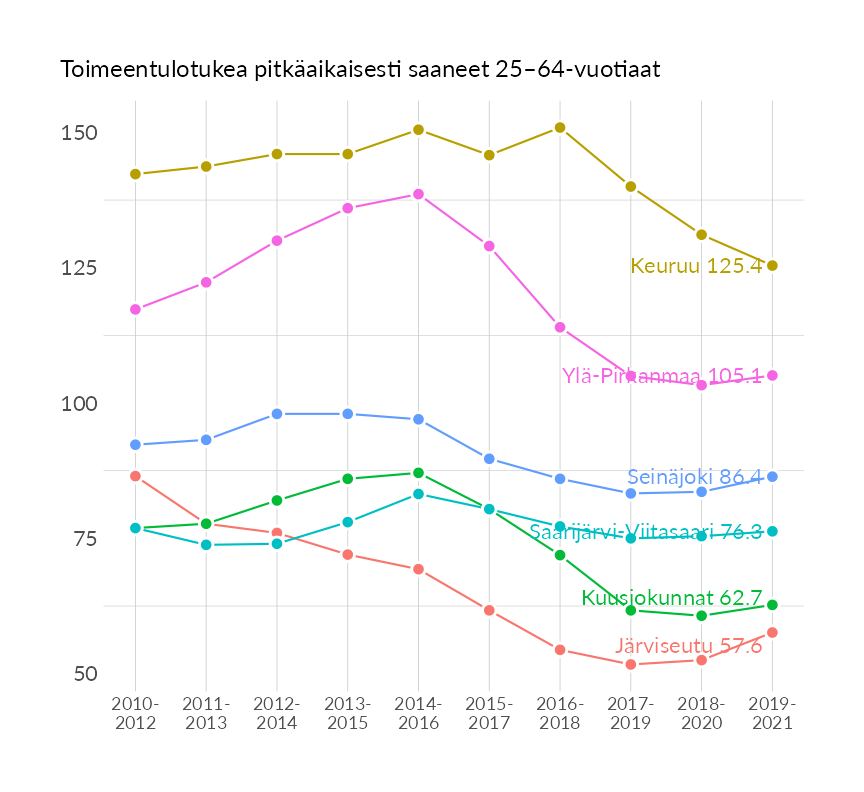 Toimeentulotukea pitkäaikaisesti saaneet 25–64-vuotiaat
150
125
100
75
50
Keuruu 125.4
Ylä-Pirkanmaa 105.1
Seinäjoki 86.4
Saarijärvi-Viitasaari 76.3
Kuusiokunnat 62.7
Järviseutu 57.6
2010- 2011- 2012- 2013- 2014- 2015- 2016- 2017- 2018- 2019-
2012 2013 2014 2015 2016 2017 2018 2019 2020 2021